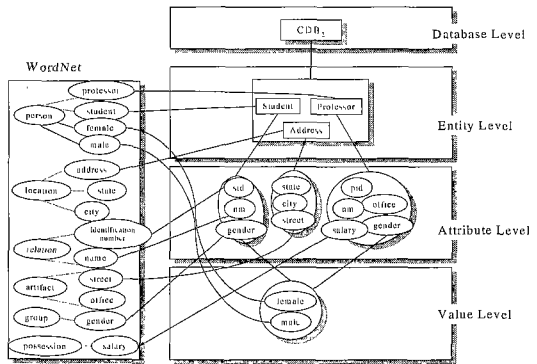 CDB₁
Database Level
WordNet
professor
student
person
female
male
address
location
state
city
identification
number
relation
name
street
artifact
office
group
gender
possession
salary
Student
Professor
Address
Entity Level
std
nm
gender
state
city
street
pid
nm
office
salary
gender
Attribute Level
female
male
Value Level